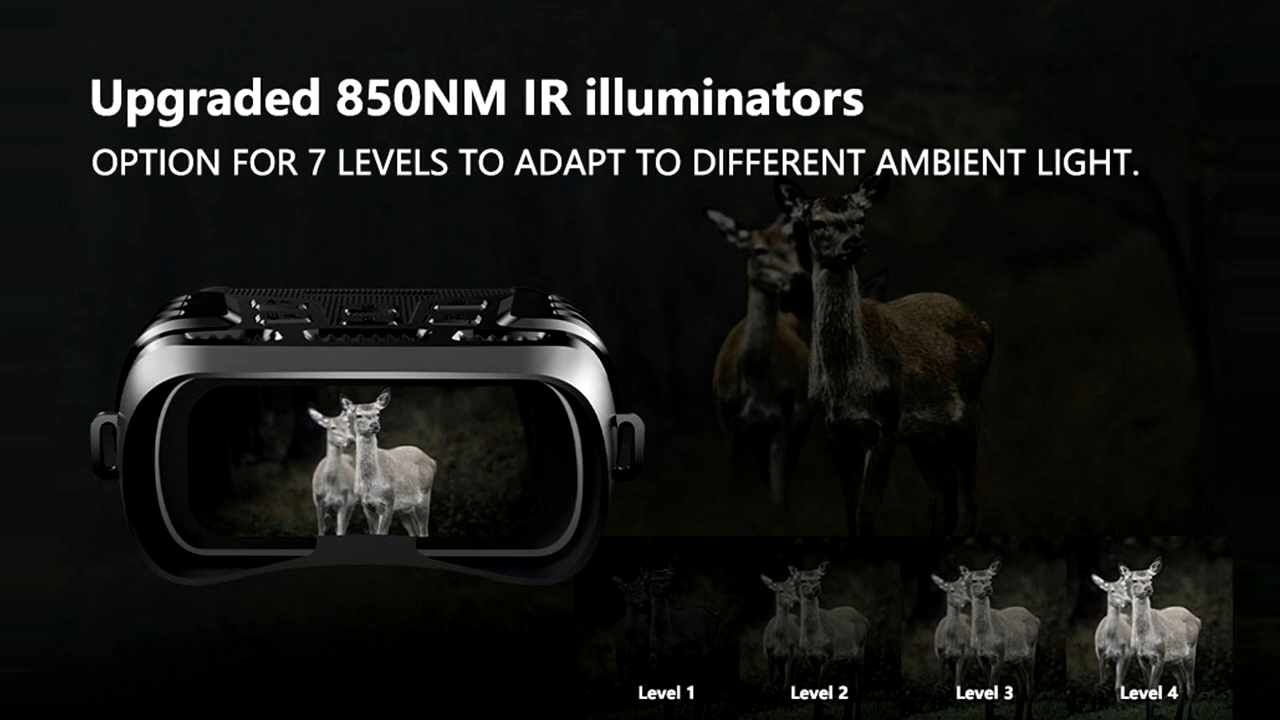 Upgraded 850NM IR illuminators
OPTION FOR 7 LEVELS TO ADAPT TO DIFFERENT AMBIENT LIGHT.
Level 1
Level 2
Level 3
Level 4